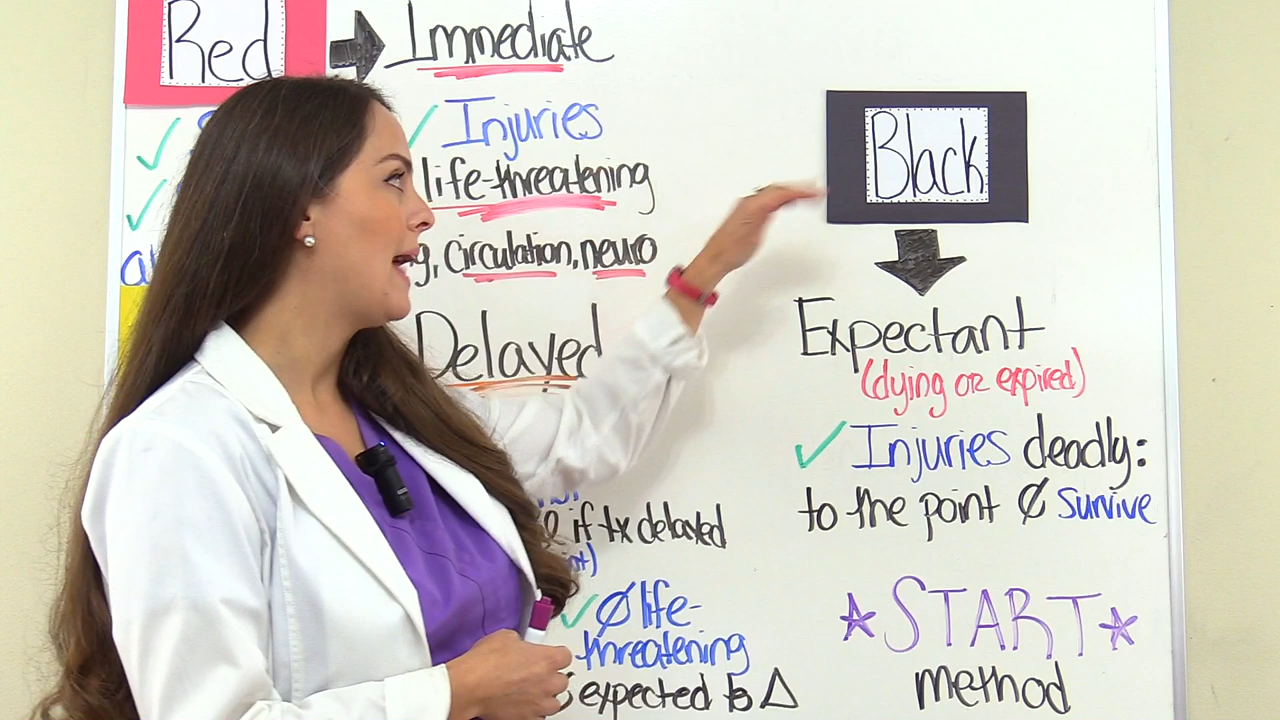 Red
Immediate
Injuries
life-threatening
, circulation, neuro
Delayed
if tx delayed
Ø life-
threatening
expected to Δ
Black
Expectant
(dying or expired)
Injuries deadly:
to the point Ø survive
START
method